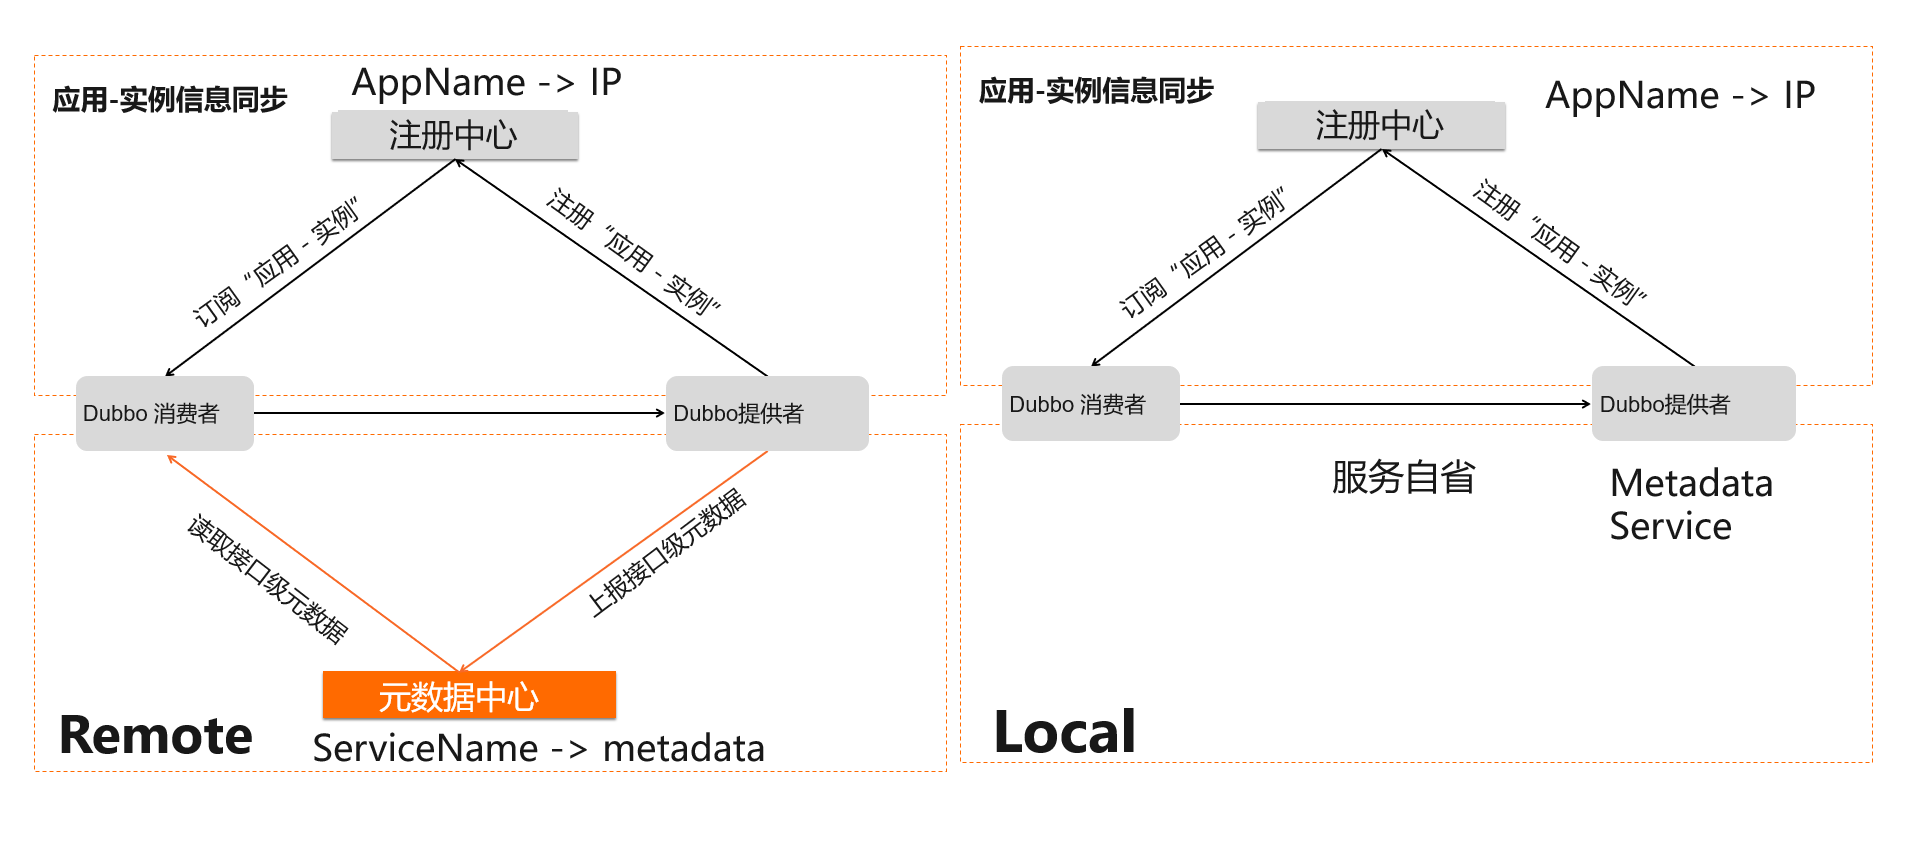 应用-实例信息同步
AppName -> IP
注册中心
订阅 “应用 - 实例”
注册 “应用 - 实例”
Dubbo 消费者
Dubbo提供者
读取接口级元数据
上报接口级元数据
元数据中心
Remote
ServiceName -> metadata
应用-实例信息同步
AppName -> IP
注册中心
订阅 “应用 - 实例”
注册 “应用 - 实例”
Dubbo 消费者
Dubbo提供者
服务自省
Metadata
Service
Local